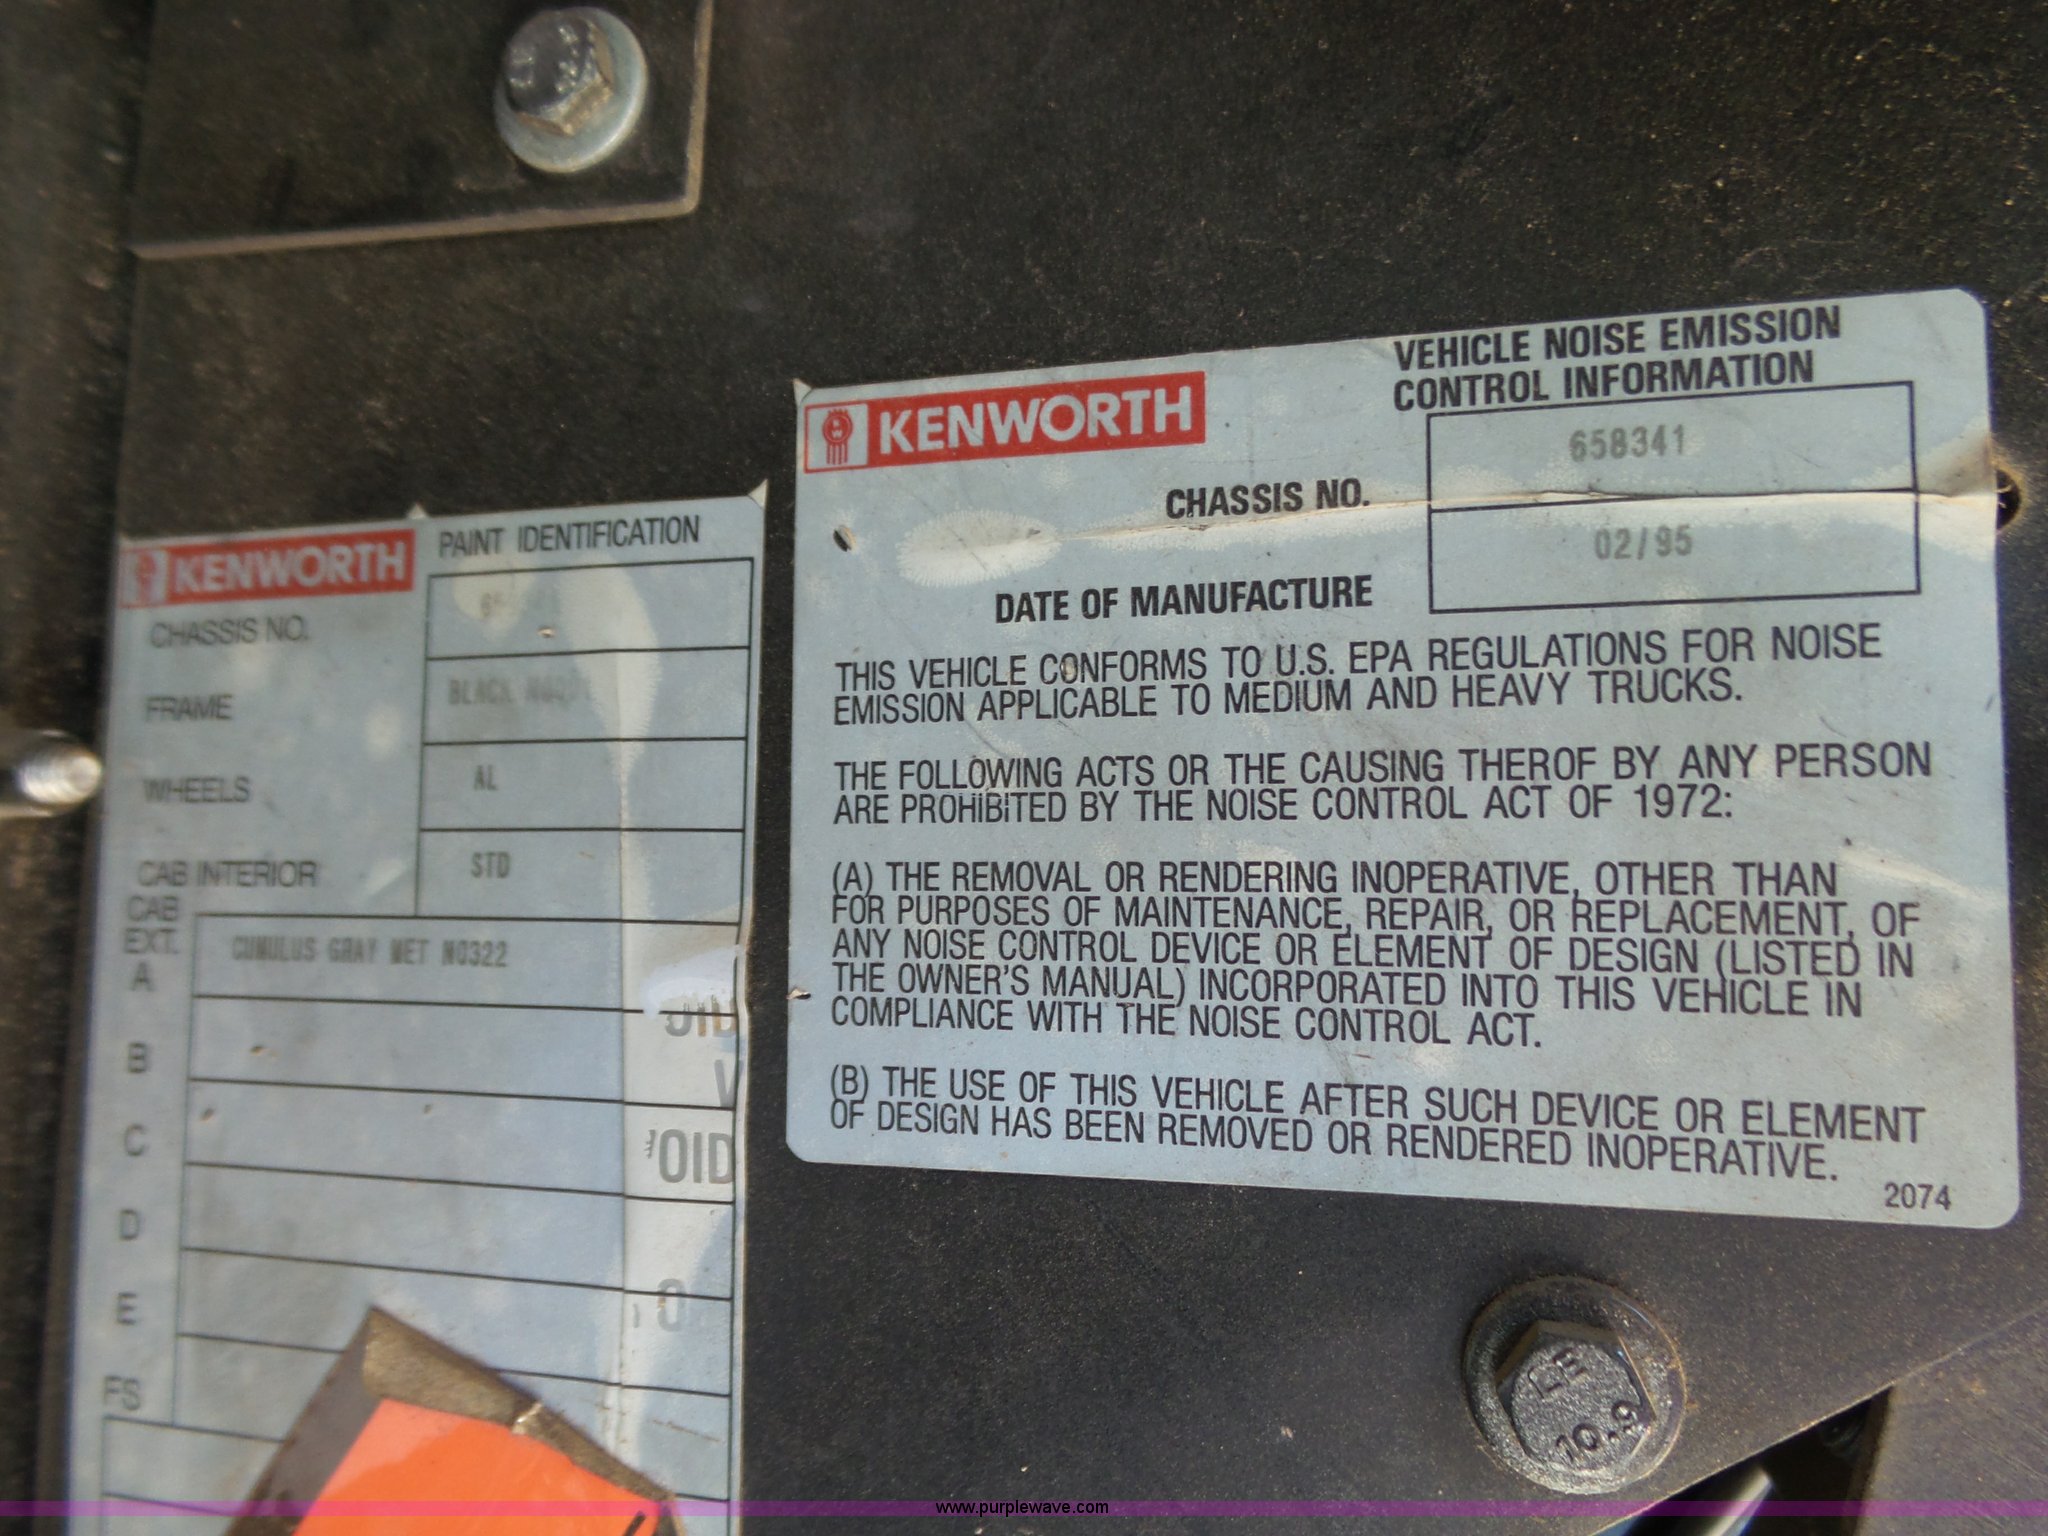 KENWORTH
VEHICLE NOISE EMISSION
CONTROL INFORMATION
CHASSIS NO.
658341
DATE OF MANUFACTURE
02/95
THIS VEHICLE CONFORMS TO U.S. EPA REGULATIONS FOR NOISE
EMISSION APPLICABLE TO MEDIUM AND HEAVY TRUCKS.
THE FOLLOWING ACTS OR THE CAUSING THEROF BY ANY PERSON
ARE PROHIBITED BY THE NOISE CONTROL ACT OF 1972:
(A) THE REMOVAL OR RENDERING INOPERATIVE, OTHER THAN
FOR PURPOSES OF MAINTENANCE, REPAIR, OR REPLACEMENT, OF
ANY NOISE CONTROL DEVICE OR ELEMENT OF DESIGN (LISTED IN
THE OWNER'S MANUAL) INCORPORATED INTO THIS VEHICLE IN
COMPLIANCE WITH THE NOISE CONTROL ACT.
(B) THE USE OF THIS VEHICLE AFTER SUCH DEVICE OR ELEMENT
OF DESIGN HAS BEEN REMOVED OR RENDERED INOPERATIVE.
2074
KENWORTH
PAINT IDENTIFICATION
CHASSIS NO.
FRAME BLACK
WHEELS AL
CAB INTERIOR STD
CAB
EXT.
A CUMULUS GRAY MET N0322
B
C
D
E
FS
LE
10.9
www.purplewave.com